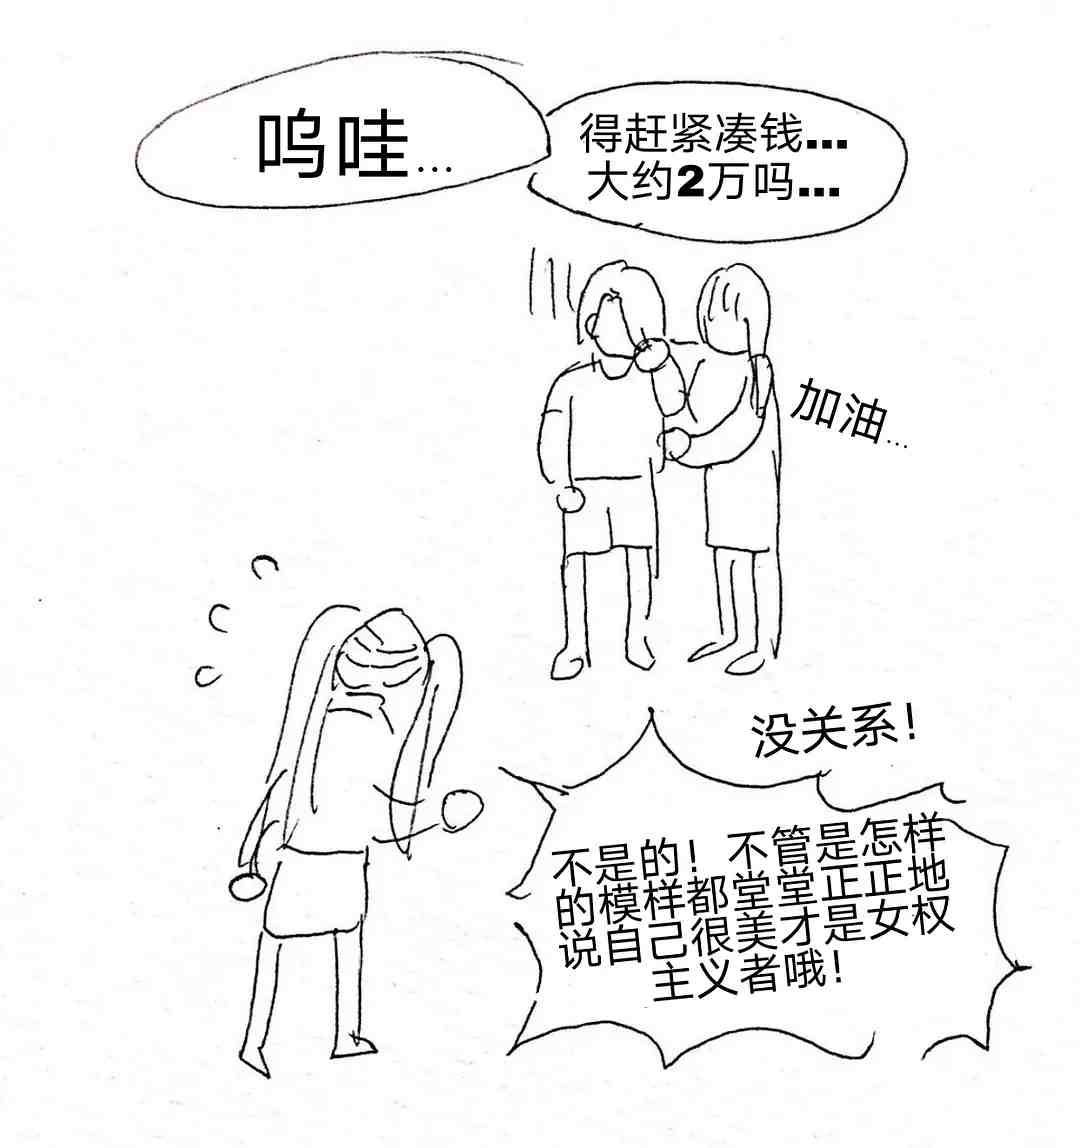 呜哇...
得赶紧凑钱...
大约2万吗...
加油...
没关系！
不是的！不管是怎样
的模样都堂堂正正地
说自己很美才是女权
主义者哦！